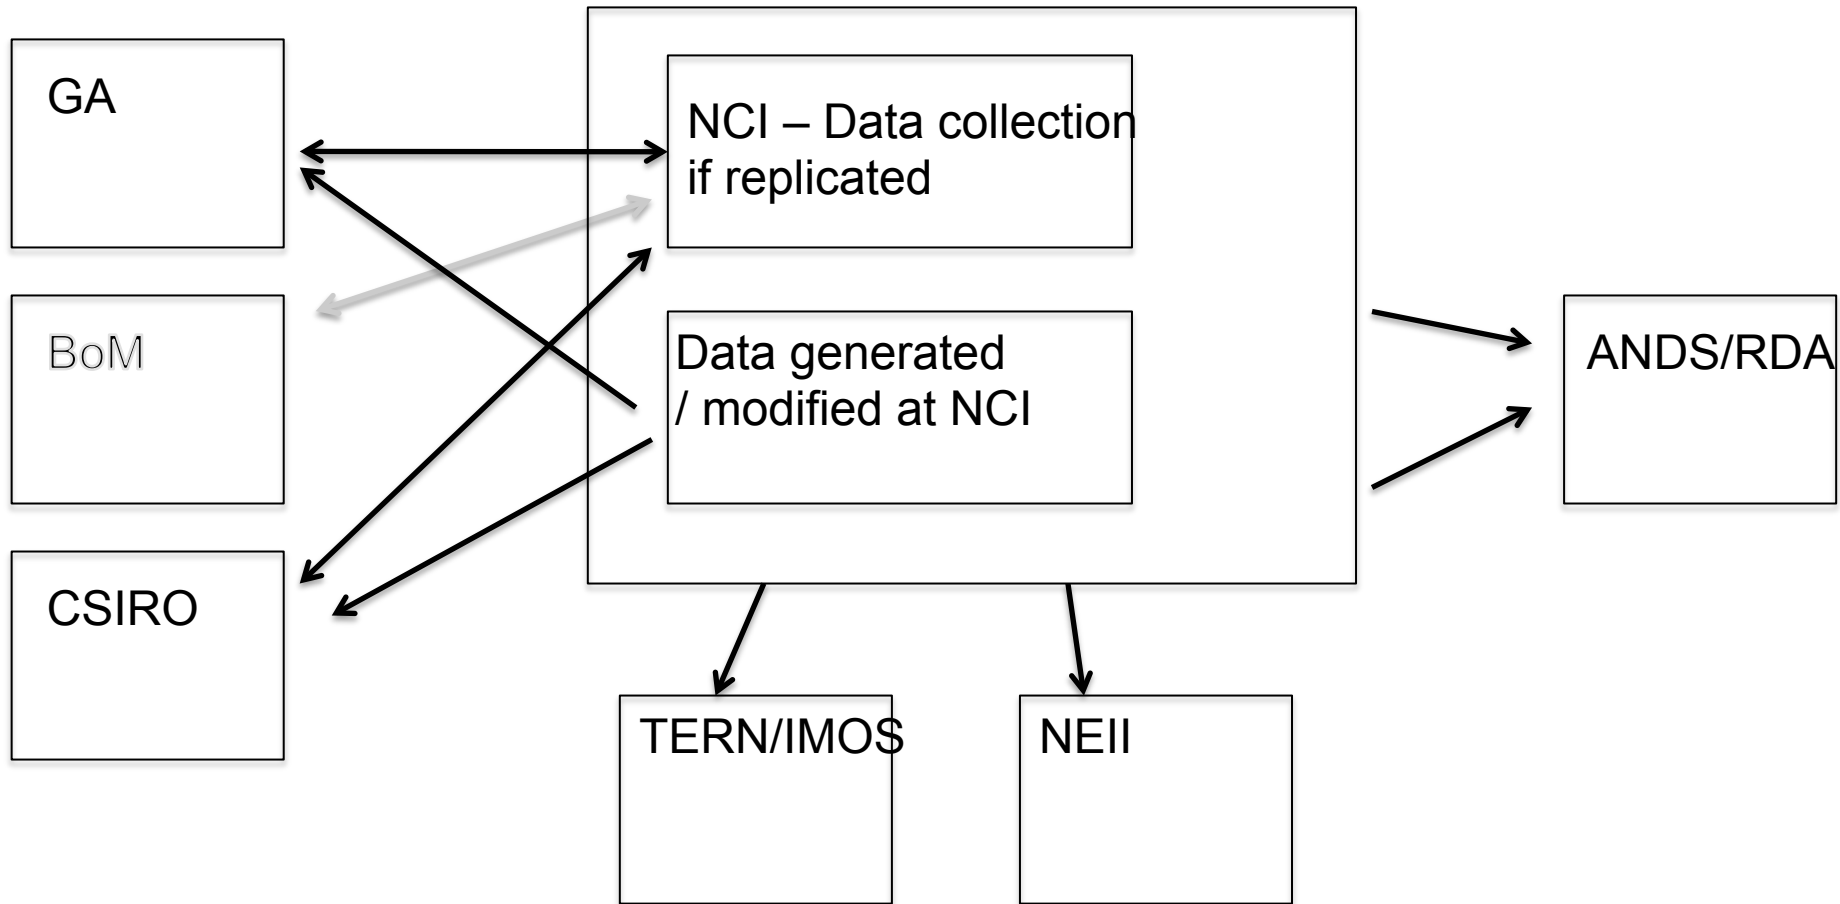 GA
NCI – Data collection
if replicated
BoM
Data generated
/ modified at NCI
ANDS/RDA
CSIRO
TERN/IMOS
NEII